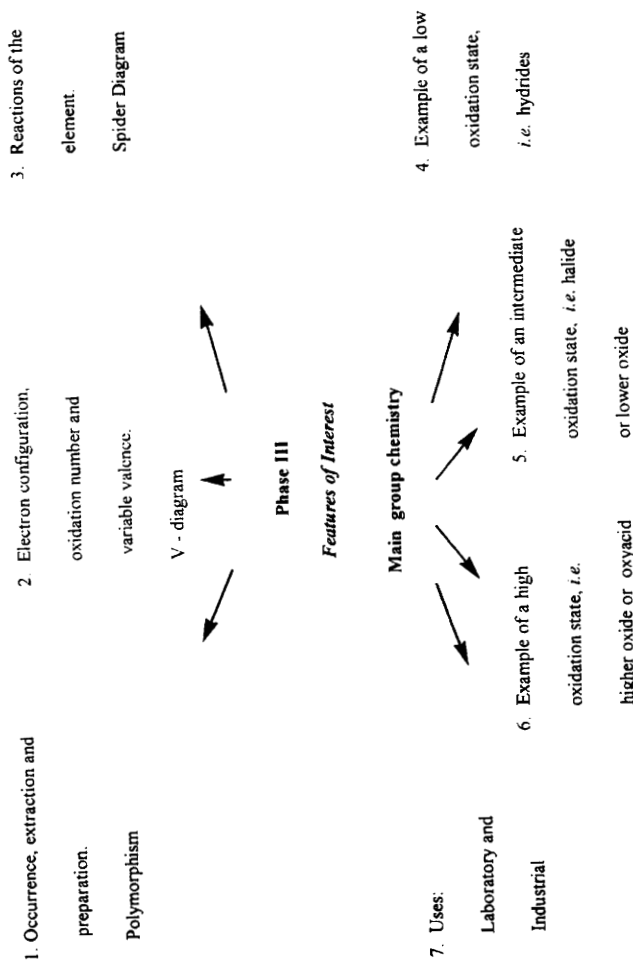 1. Occurrence, extraction and
preparation.
Polymorphism
2. Electron configuration,
oxidation number and
variable valence.
V - diagram
3. Reactions of the
element.
Spider Diagram
Phase III
Features of Interest
Main group chemistry
7. Uses:
Laboratory and
Industrial
6. Example of a high
oxidation state, i.e.
higher oxide or oxyacid
5. Example of an intermediate
oxidation state, i.e. halide
or lower oxide
4. Example of a low
oxidation state,
i.e. hydrides